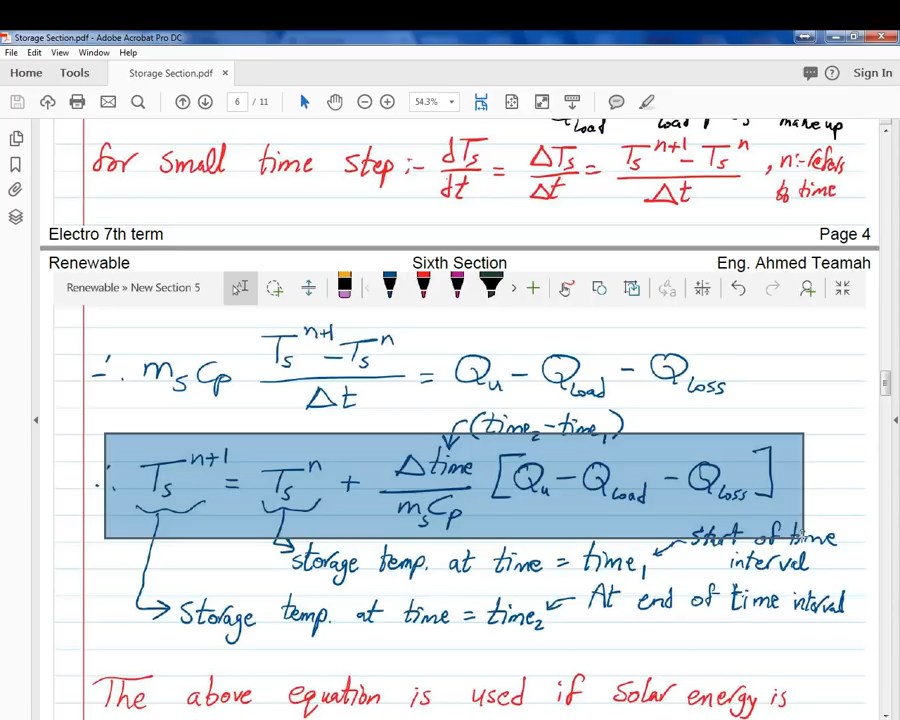 Storage Section.pdf - Adobe Acrobat Pro DC
File Edit View Window Help
Home Tools Storage Section.pdf × Sign In
6 / 11 54.3%
Load make up
for small time step :- dTs/dt = ΔTs/Δt = (Ts^n+1 - Ts^n)/Δt , n:-refers
to time
Electro 7th term Page 4
Renewable Sixth Section Eng. Ahmed Teamah
Renewable » New Section 5
∴ ms Cp (Ts^n+1 - Ts^n)/Δt = Qu - QLoad - QLoss
(time2 - time1)
∴ Ts^n+1 = Ts^n + Δtime/(ms Cp) [Qu - QLoad - QLoss]
start of time
storage temp. at time = time1 interval
Storage temp. at time = time2 At end of time interval
The above equation is used if solar energy is